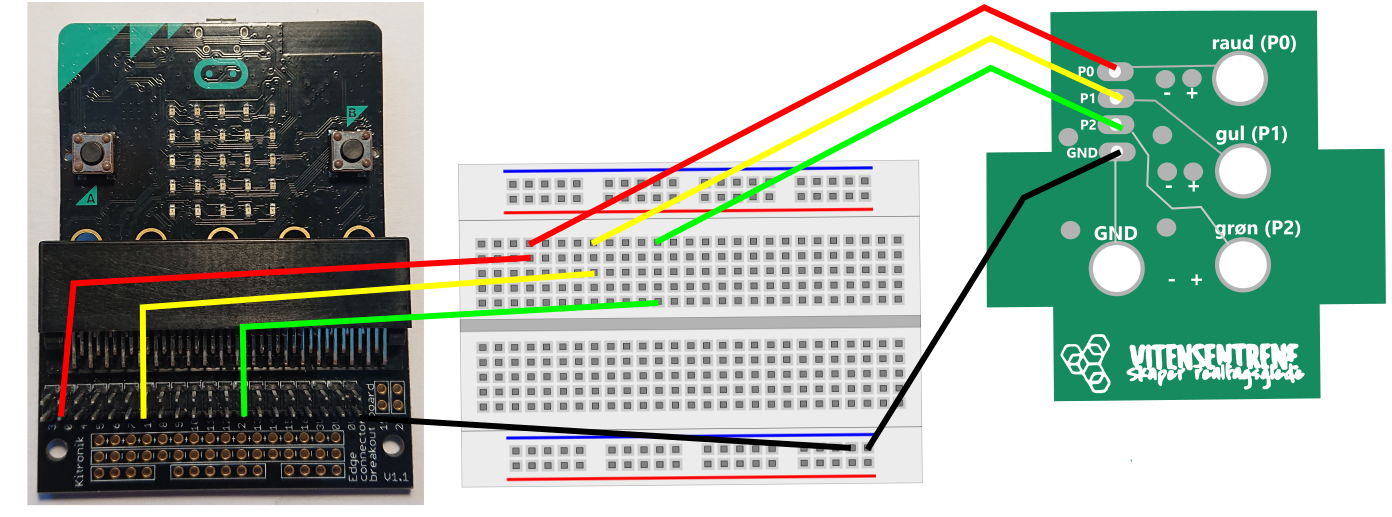 A
B
Kitronik
Edge
connector
breakout board
V1.1
P0
P1
P2
GND
raud (P0)
- +
gul (P1)
- +
GND
grøn (P2)
- +
VITENSENTRENE
Skaper realfagsglede